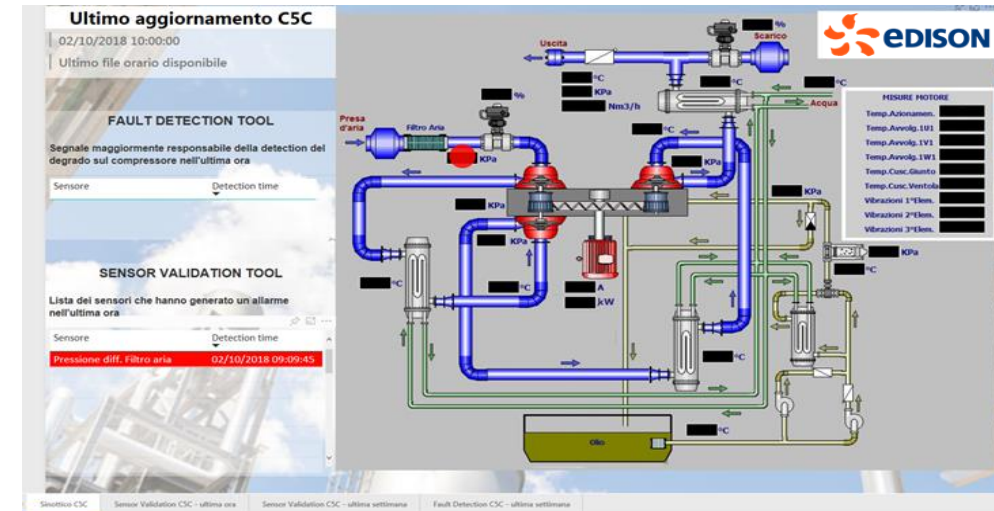 Ultimo aggiornamento C5C
02/10/2018 10:00:00
Ultimo file orario disponibile
FAULT DETECTION TOOL
Segnale maggiormente responsabile della detection del
degrado sul compressore nell'ultima ora
Sensore Detection time
SENSOR VALIDATION TOOL
Lista dei sensori che hanno generato un allarme
nell'ultima ora
Sensore Detection time
Pressione diff. Filtro aria 02/10/2018 09:09:45
EDISON
%
Uscita
Scarico
°C
KPa
Nm3/h
°C
°C
Acqua
%
Presa
d'aria
Filtro Aria
KPa
°C
KPa
MISURE MOTORE
Temp.Azionamen.
Temp.Avvolg.1U1
Temp.Avvolg.1V1
Temp.Avvolg.1W1
Temp.Cusc.Giunto
Temp.Cusc.Ventola
Vibrazioni 1°Elem.
Vibrazioni 2°Elem.
Vibrazioni 3°Elem.
KPa
KPa
KPa
KPa
°C
°C
°C
A
kW
°C
°C
°C
Olio
Sinottico C5C
Sensor Validation C5C - ultima ora
Sensor Validation C5C - ultima settimana
Fault Detection C5C - ultima settimana